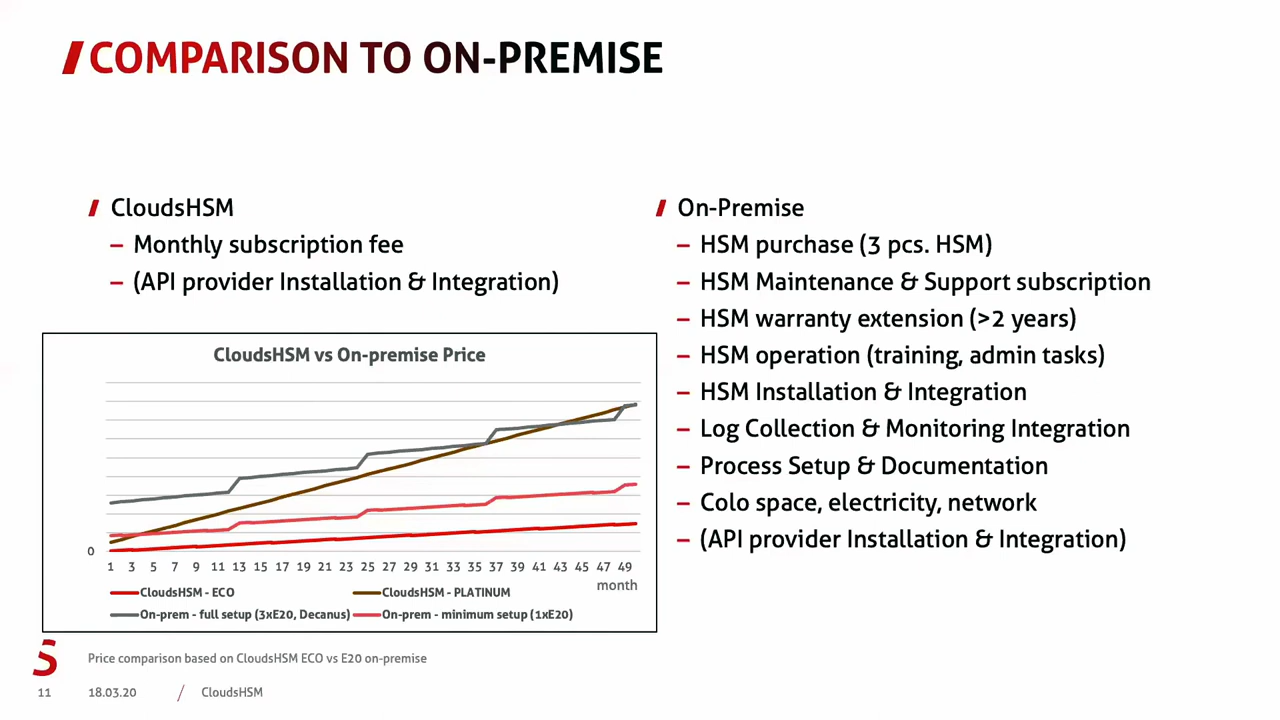 COMPARISON TO ON-PREMISE
CloudsHSM
– Monthly subscription fee
– (API provider Installation & Integration)
CloudsHSM vs On-premise Price
0
1 3 5 7 9 11 13 15 17 19 21 23 25 27 29 31 33 35 37 39 41 43 45 47 49
month
CloudsHSM - ECO
CloudsHSM - PLATINUM
On-prem - full setup (3xE20, Decanus)
On-prem - minimum setup (1xE20)
On-Premise
– HSM purchase (3 pcs. HSM)
– HSM Maintenance & Support subscription
– HSM warranty extension (>2 years)
– HSM operation (training, admin tasks)
– HSM Installation & Integration
– Log Collection & Monitoring Integration
– Process Setup & Documentation
– Colo space, electricity, network
– (API provider Installation & Integration)
Price comparison based on CloudsHSM ECO vs E20 on-premise
11 18.03.20 / CloudsHSM